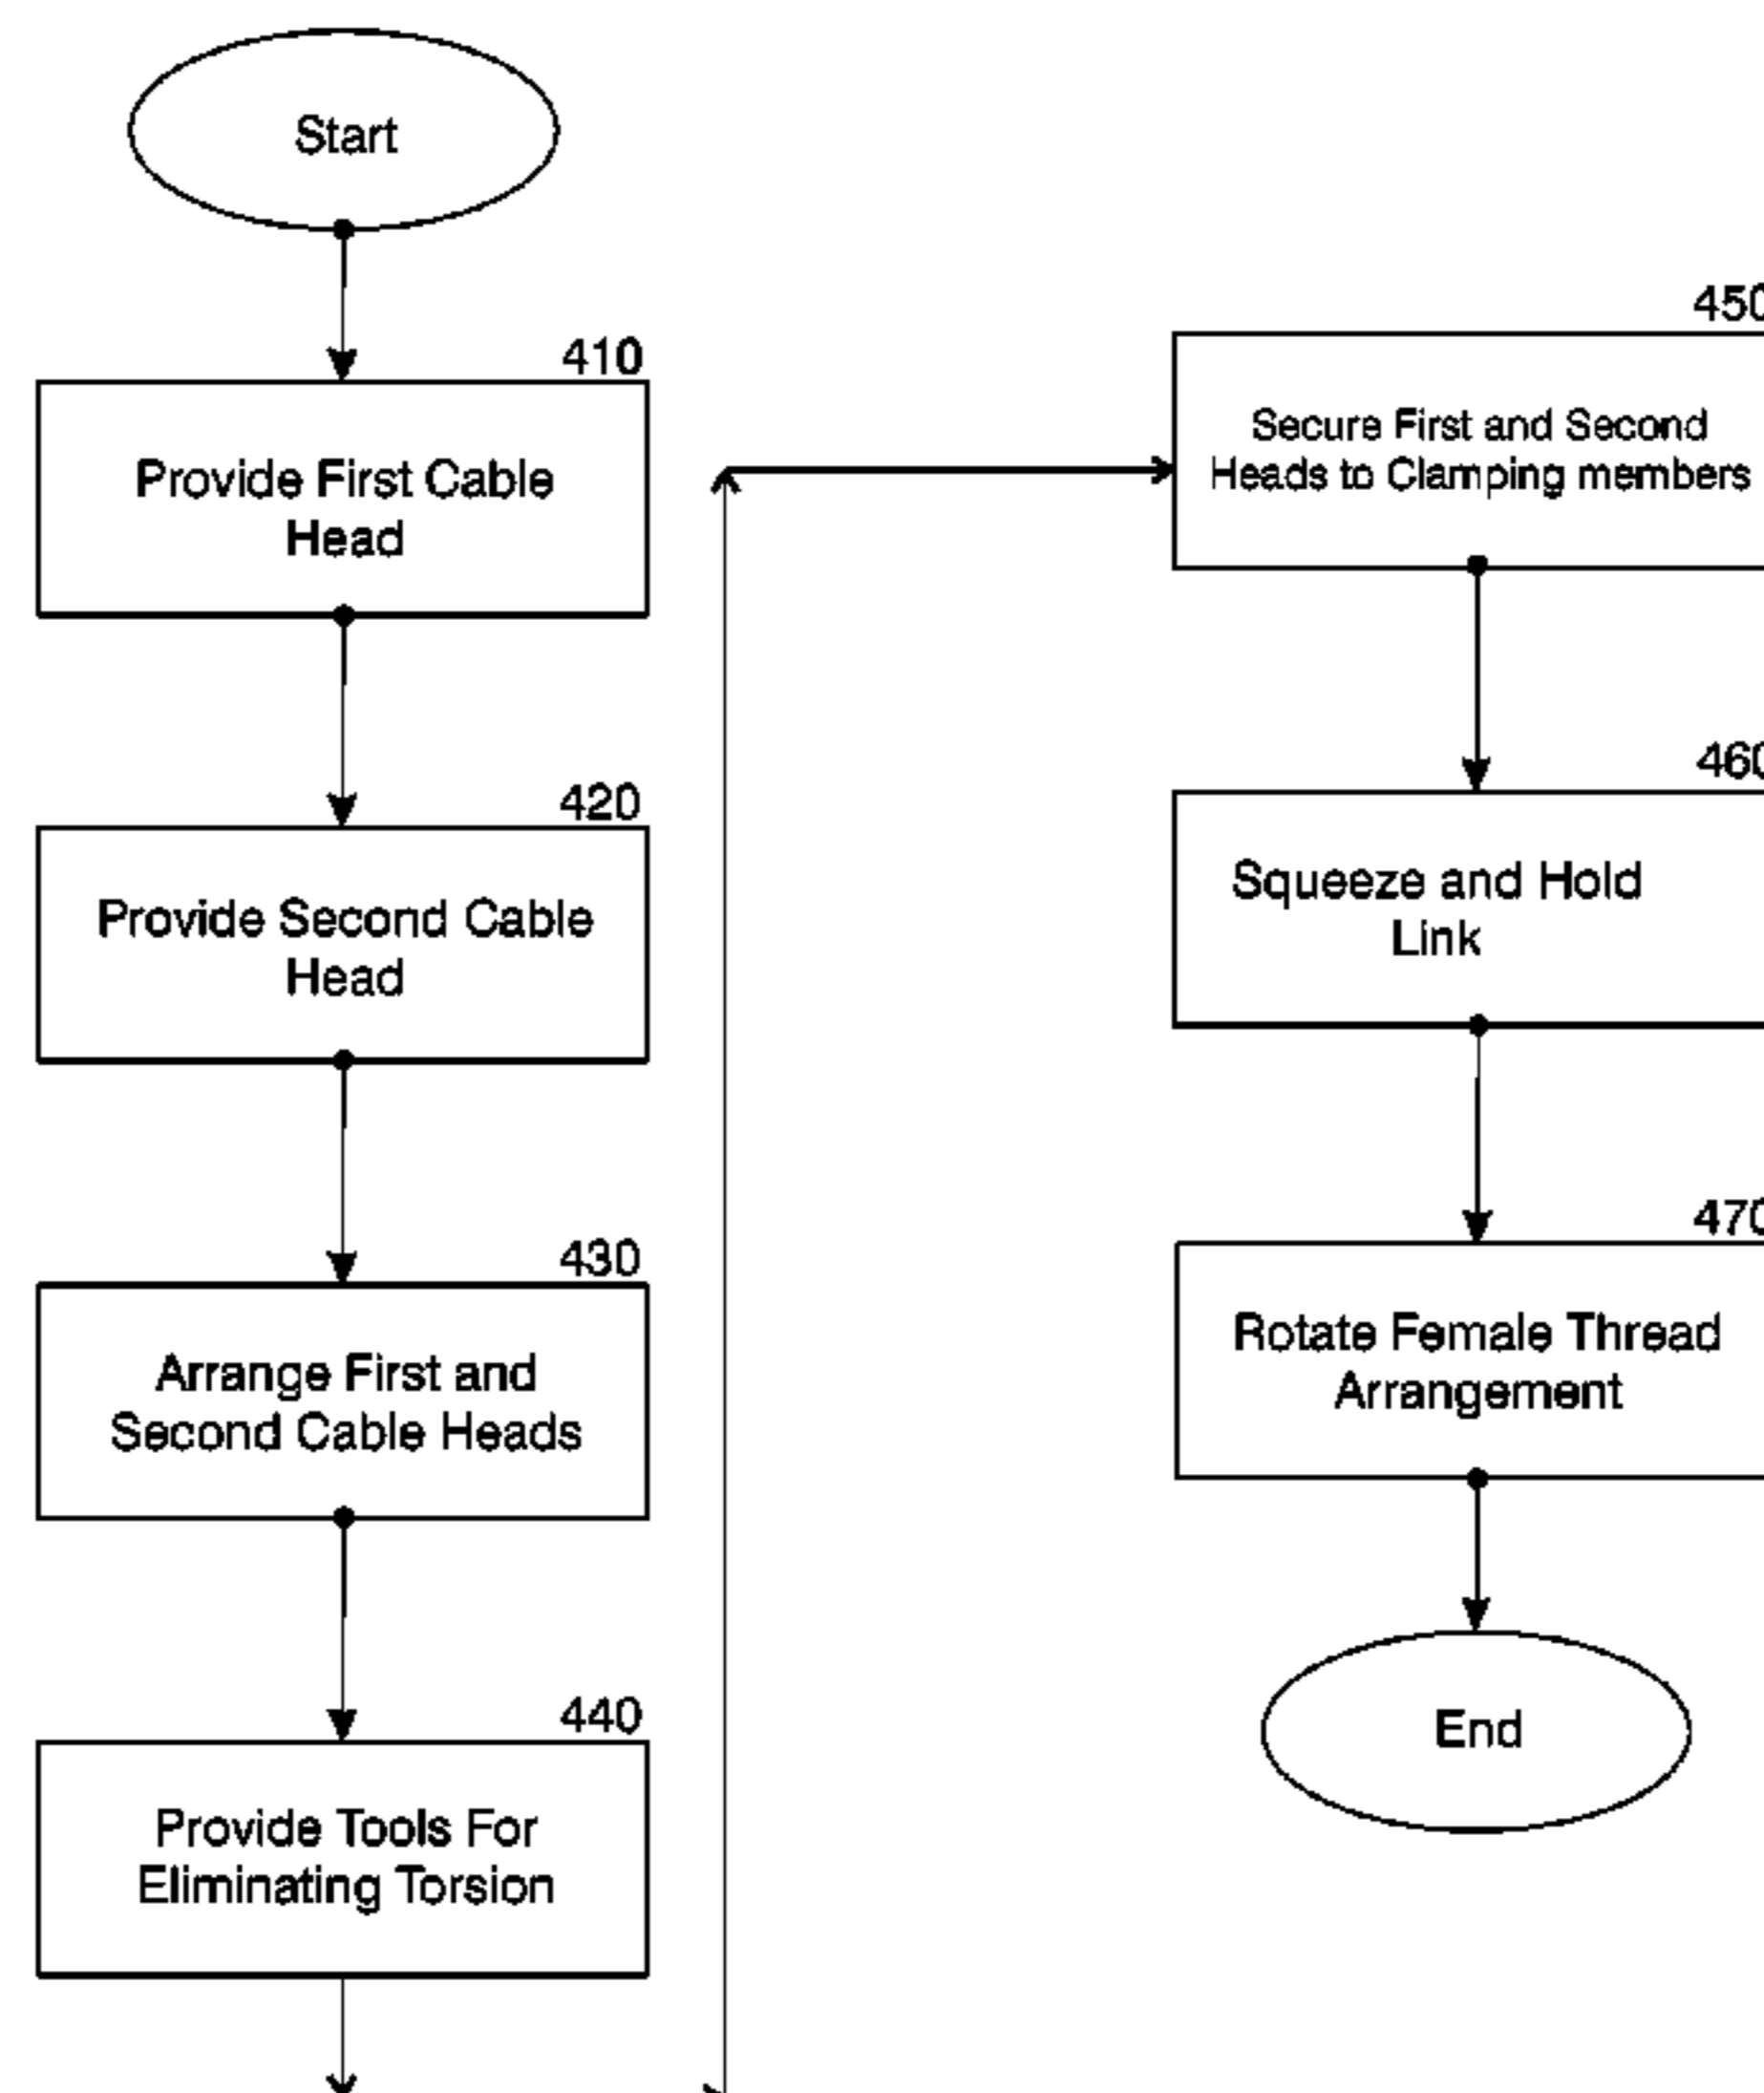 Start
410
Provide First Cable
Head
420
Provide Second Cable
Head
430
Arrange First and
Second Cable Heads
440
Provide Tools For
Eliminating Torsion
450
Secure First and Second
Heads to Clamping members
460
Squeeze and Hold
Link
470
Rotate Female Thread
Arrangement
End